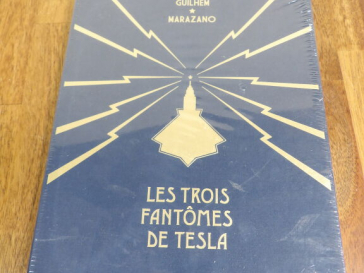 GUILHEM
★
MARAZANO
LES TROIS
FANTÔMES
DE TESLA